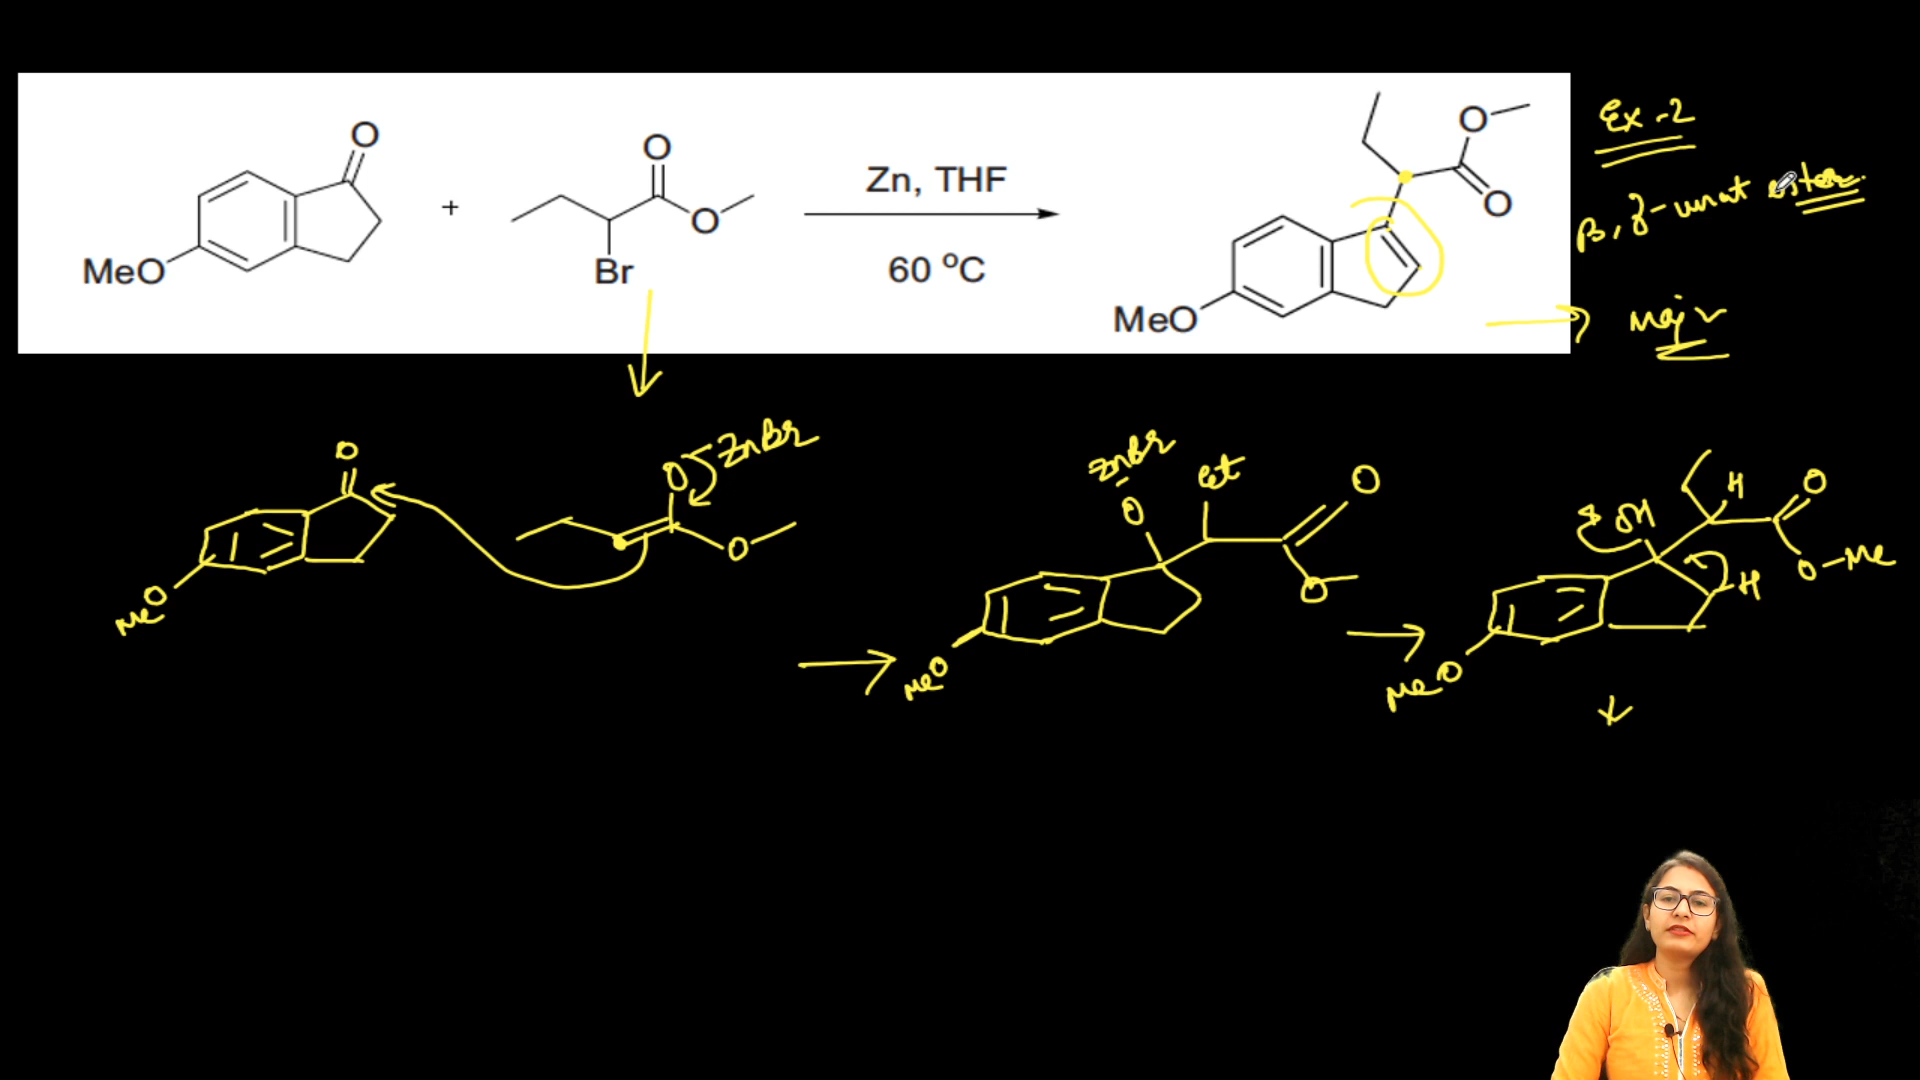 O
MeO
+
O
O
Br
Zn, THF
60 °C
O
O
MeO
Ex-2
β, γ-unsat ester
Major
O
MeO
O ZnBr
O
ZnBr
O
Et
O
O
MeO
OH
H
O
O-Me
H
MeO